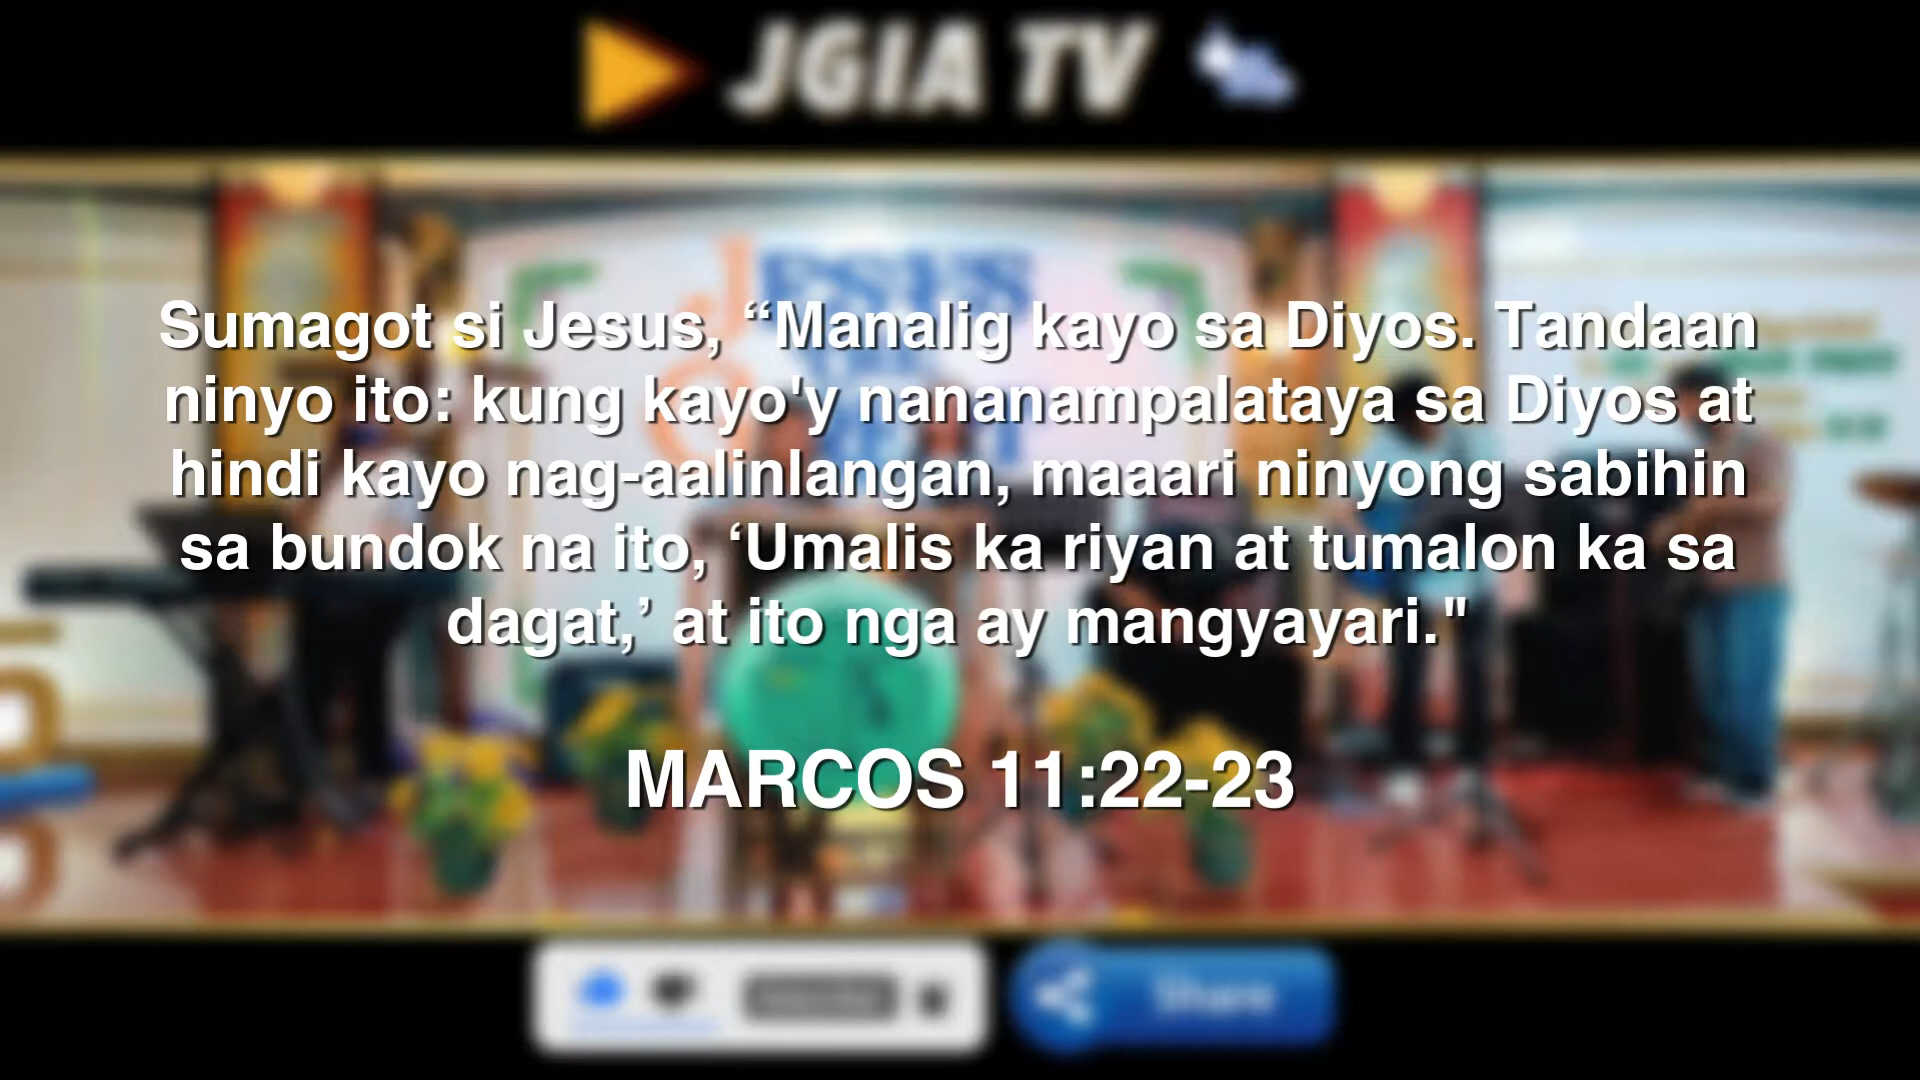 JGIA TV
Sumagot si Jesus, “Manalig kayo sa Diyos. Tandaan
ninyo ito: kung kayo'y nananampalataya sa Diyos at
hindi kayo nag-aalinlangan, maaari ninyong sabihin
sa bundok na ito, ‘Umalis ka riyan at tumalon ka sa
dagat,’ at ito nga ay mangyayari."
MARCOS 11:22-23
Share